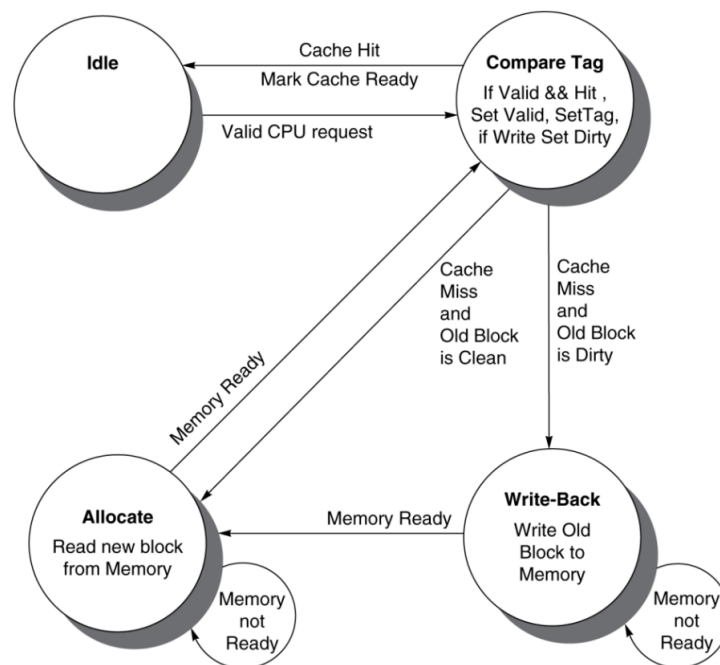 Idle
Cache Hit
Mark Cache Ready
Valid CPU request
Compare Tag
If Valid && Hit ,
Set Valid, SetTag,
if Write Set Dirty
Cache
Miss
and
Old Block
is Clean
Cache
Miss
and
Old Block
is Dirty
Memory Ready
Allocate
Read new block
from Memory
Memory Ready
Write-Back
Write Old
Block to
Memory
Memory
not
Ready
Memory
not
Ready